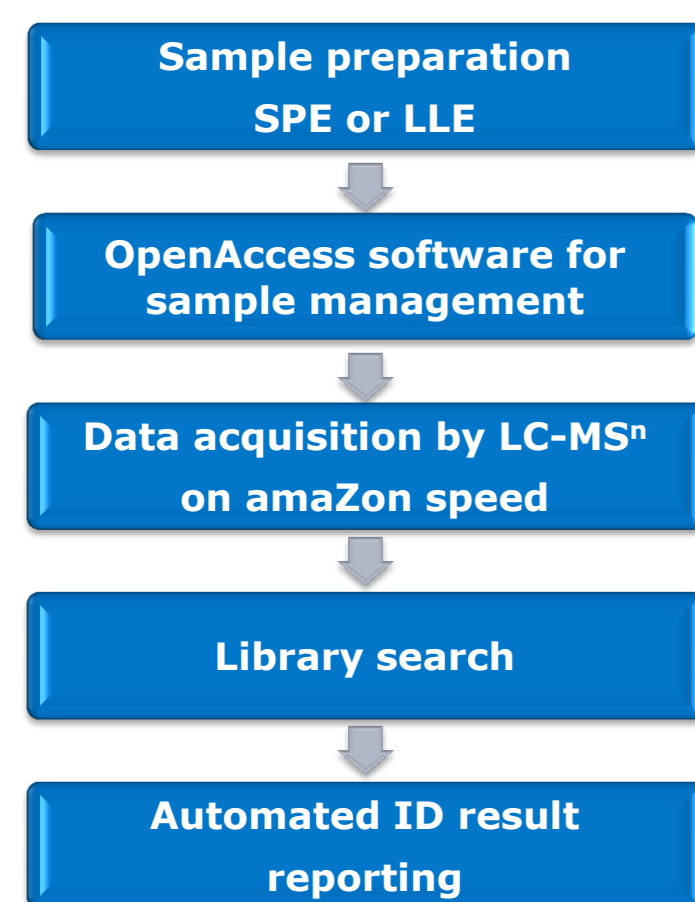 Sample preparation
SPE or LLE
OpenAccess software for
sample management
Data acquisition by LC-MSⁿ
on amaZon speed
Library search
Automated ID result
reporting